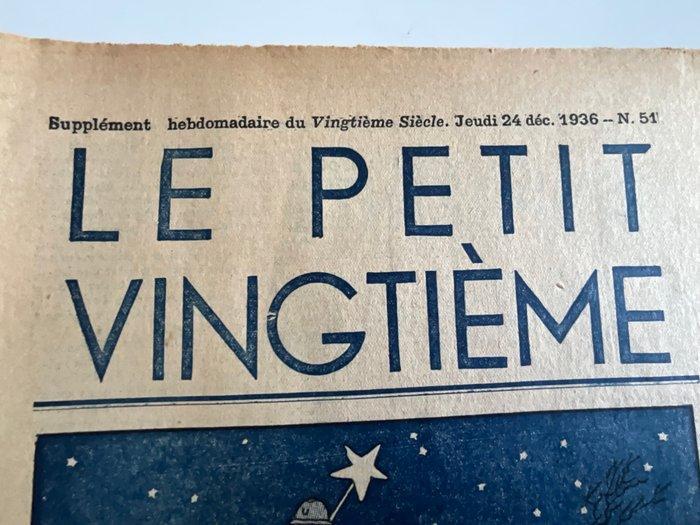 Supplément hebdomadaire du Vingtième Siècle. Jeudi 24 déc. 1936 -- N. 51
LE PETIT
VINGTIÈME